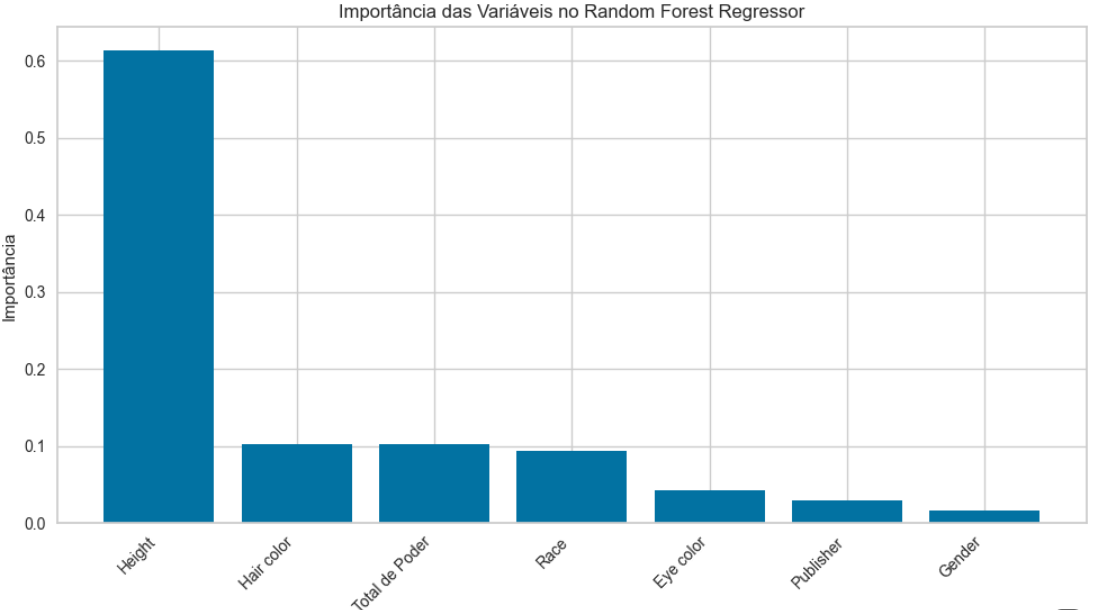 Importância das Variáveis no Random Forest Regressor
Importância
0.6
0.5
0.4
0.3
0.2
0.1
0.0
Height
Hair color
Total de Poder
Race
Eye color
Publisher
Gender